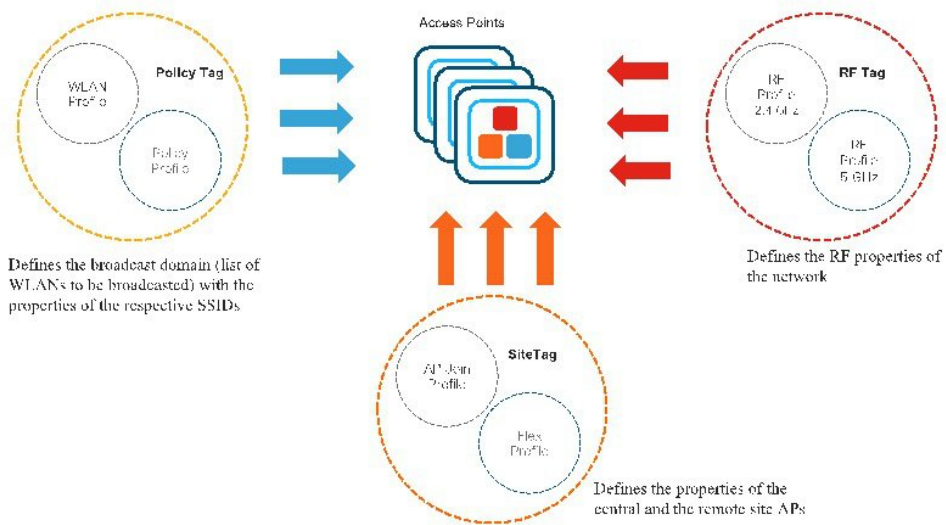 Access Points
WLAN
Profile
Policy Tag
Policy
Profile
Defines the broadcast domain (list of
WLANs to be broadcasted) with the
properties of the respective SSIDs
RF
Profile
2.4 GHz
RF Tag
RF
Profile
5 GHz
Defines the RF properties of
the network
AP Join
Profile
SiteTag
Flex
Profile
Defines the properties of the
central and the remote site APs